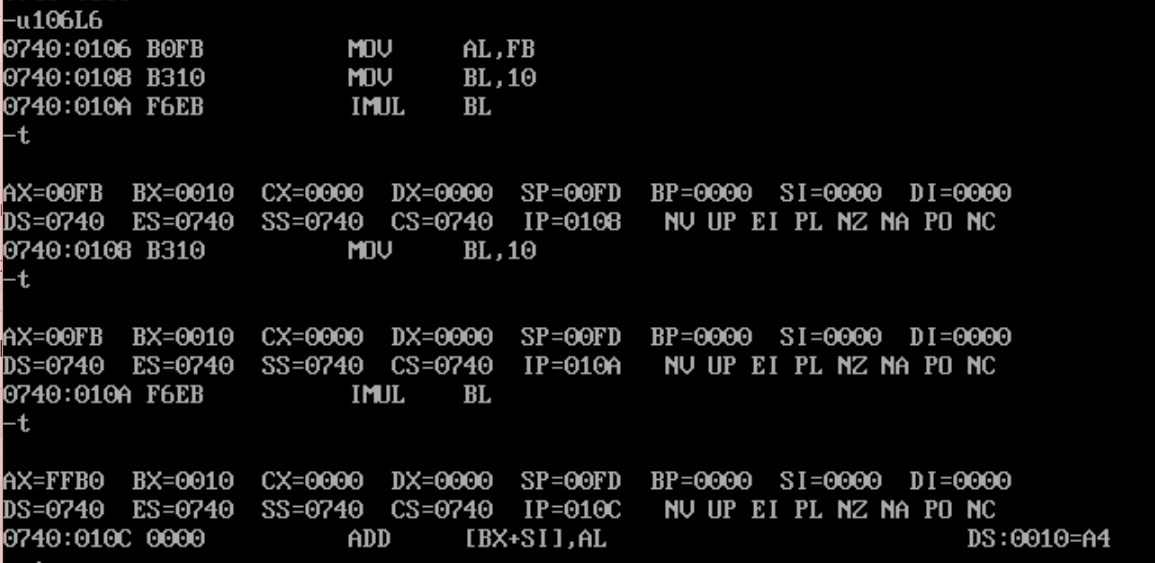 -u106L6
0740:0106 B0FB MOV AL,FB
0740:0108 B310 MOV BL,10
0740:010A F6EB IMUL BL
-t
AX=00FB BX=0010 CX=0000 DX=0000 SP=00FD BP=0000 SI=0000 DI=0000
DS=0740 ES=0740 SS=0740 CS=0740 IP=0108 NV UP EI PL NZ NA PO NC
0740:0108 B310 MOV BL,10
-t
AX=00FB BX=0010 CX=0000 DX=0000 SP=00FD BP=0000 SI=0000 DI=0000
DS=0740 ES=0740 SS=0740 CS=0740 IP=010A NV UP EI PL NZ NA PO NC
0740:010A F6EB IMUL BL
-t
AX=FFB0 BX=0010 CX=0000 DX=0000 SP=00FD BP=0000 SI=0000 DI=0000
DS=0740 ES=0740 SS=0740 CS=0740 IP=010C NV UP EI PL NZ NA PO NC
0740:010C 0000 ADD [BX+SI],AL DS:0010=A4